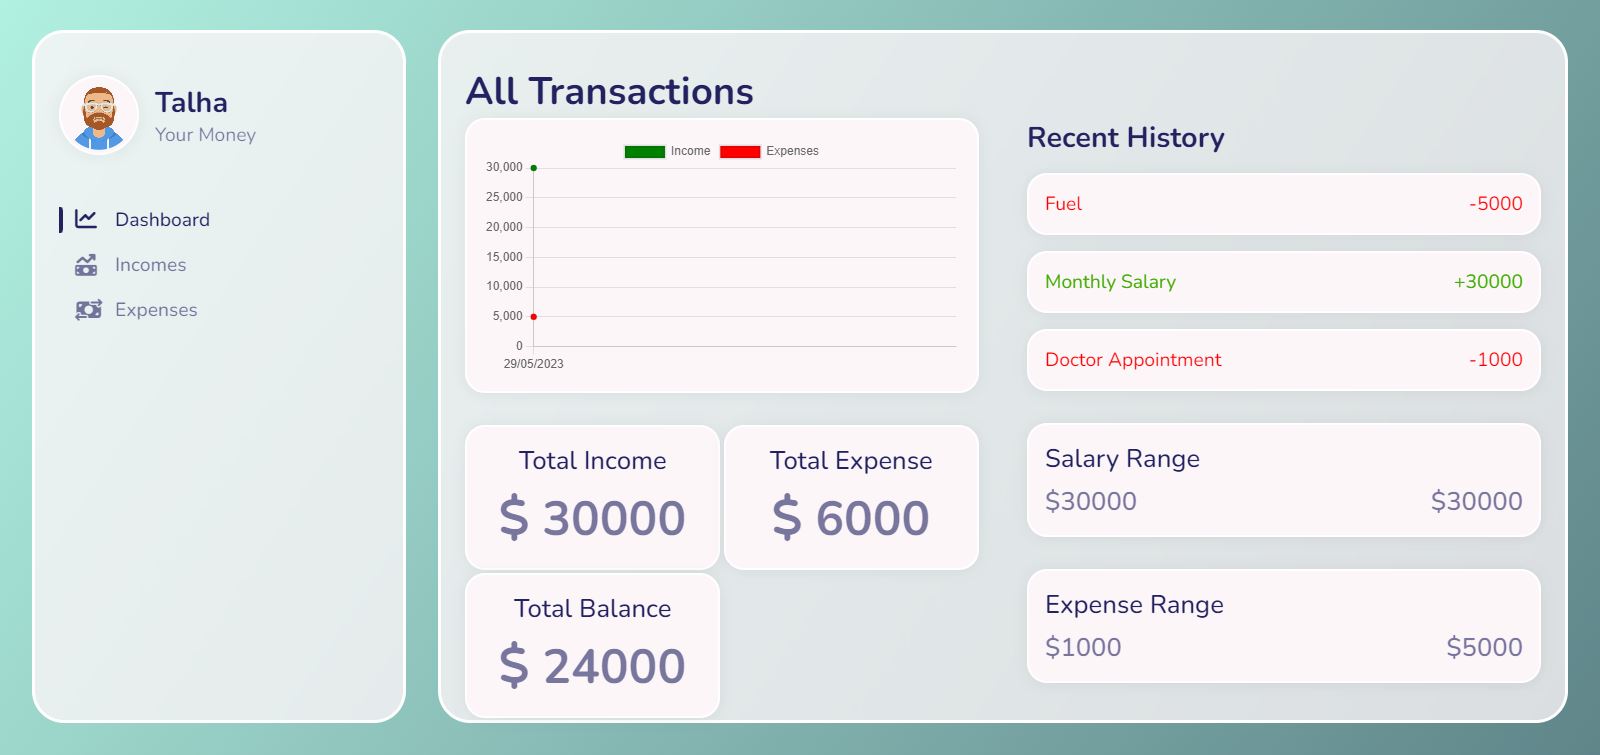 Talha
Your Money
Dashboard
Incomes
Expenses
All Transactions
Income Expenses
30,000
25,000
20,000
15,000
10,000
5,000
0
29/05/2023
Total Income
$ 30000
Total Expense
$ 6000
Total Balance
$ 24000
Recent History
Fuel -5000
Monthly Salary +30000
Doctor Appointment -1000
Salary Range
$30000 $30000
Expense Range
$1000 $5000